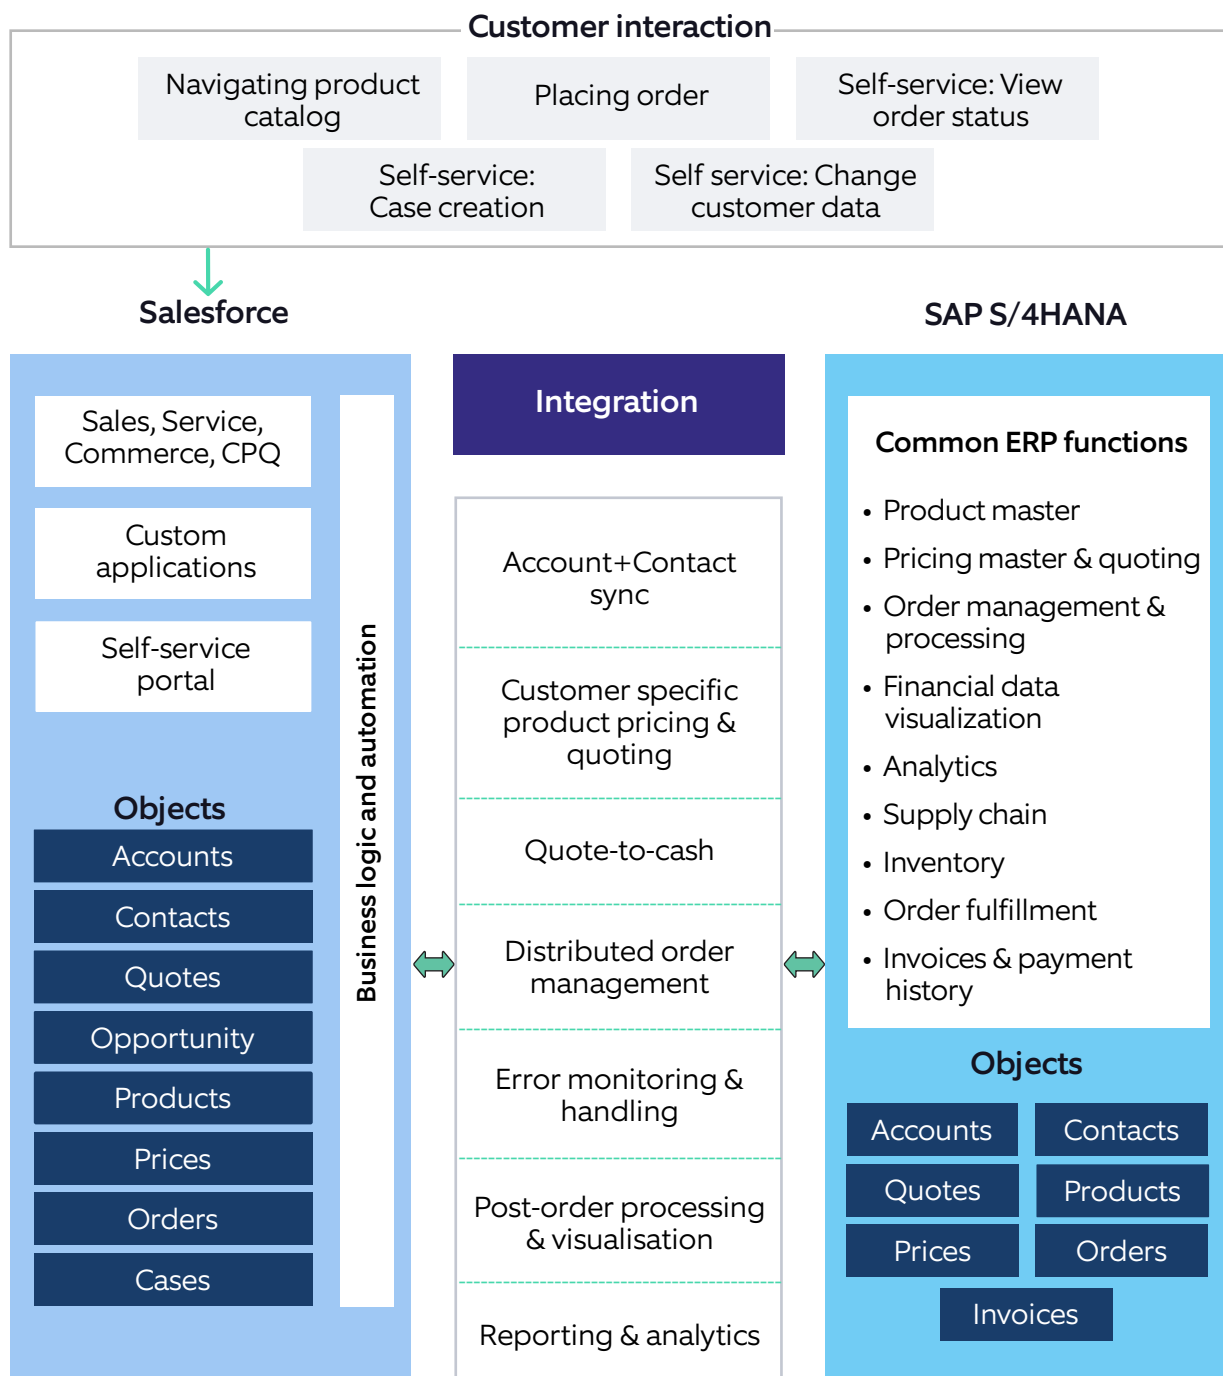 Customer interaction
Navigating product
catalog
Placing order
Self-service: View
order status
Self-service:
Case creation
Self service: Change
customer data
Salesforce
Sales, Service,
Commerce, CPQ
Custom
applications
Self-service
portal
Objects
Accounts
Contacts
Quotes
Opportunity
Products
Prices
Orders
Cases
Business logic and automation
Integration
Account+Contact
sync
Customer specific
product pricing &
quoting
Quote-to-cash
Distributed order
management
Error monitoring &
handling
Post-order processing
& visualisation
Reporting & analytics
SAP S/4HANA
Common ERP functions
• Product master
• Pricing master & quoting
• Order management &
processing
• Financial data
visualization
• Analytics
• Supply chain
• Inventory
• Order fulfillment
• Invoices & payment
history
Objects
Accounts
Contacts
Quotes
Products
Prices
Orders
Invoices